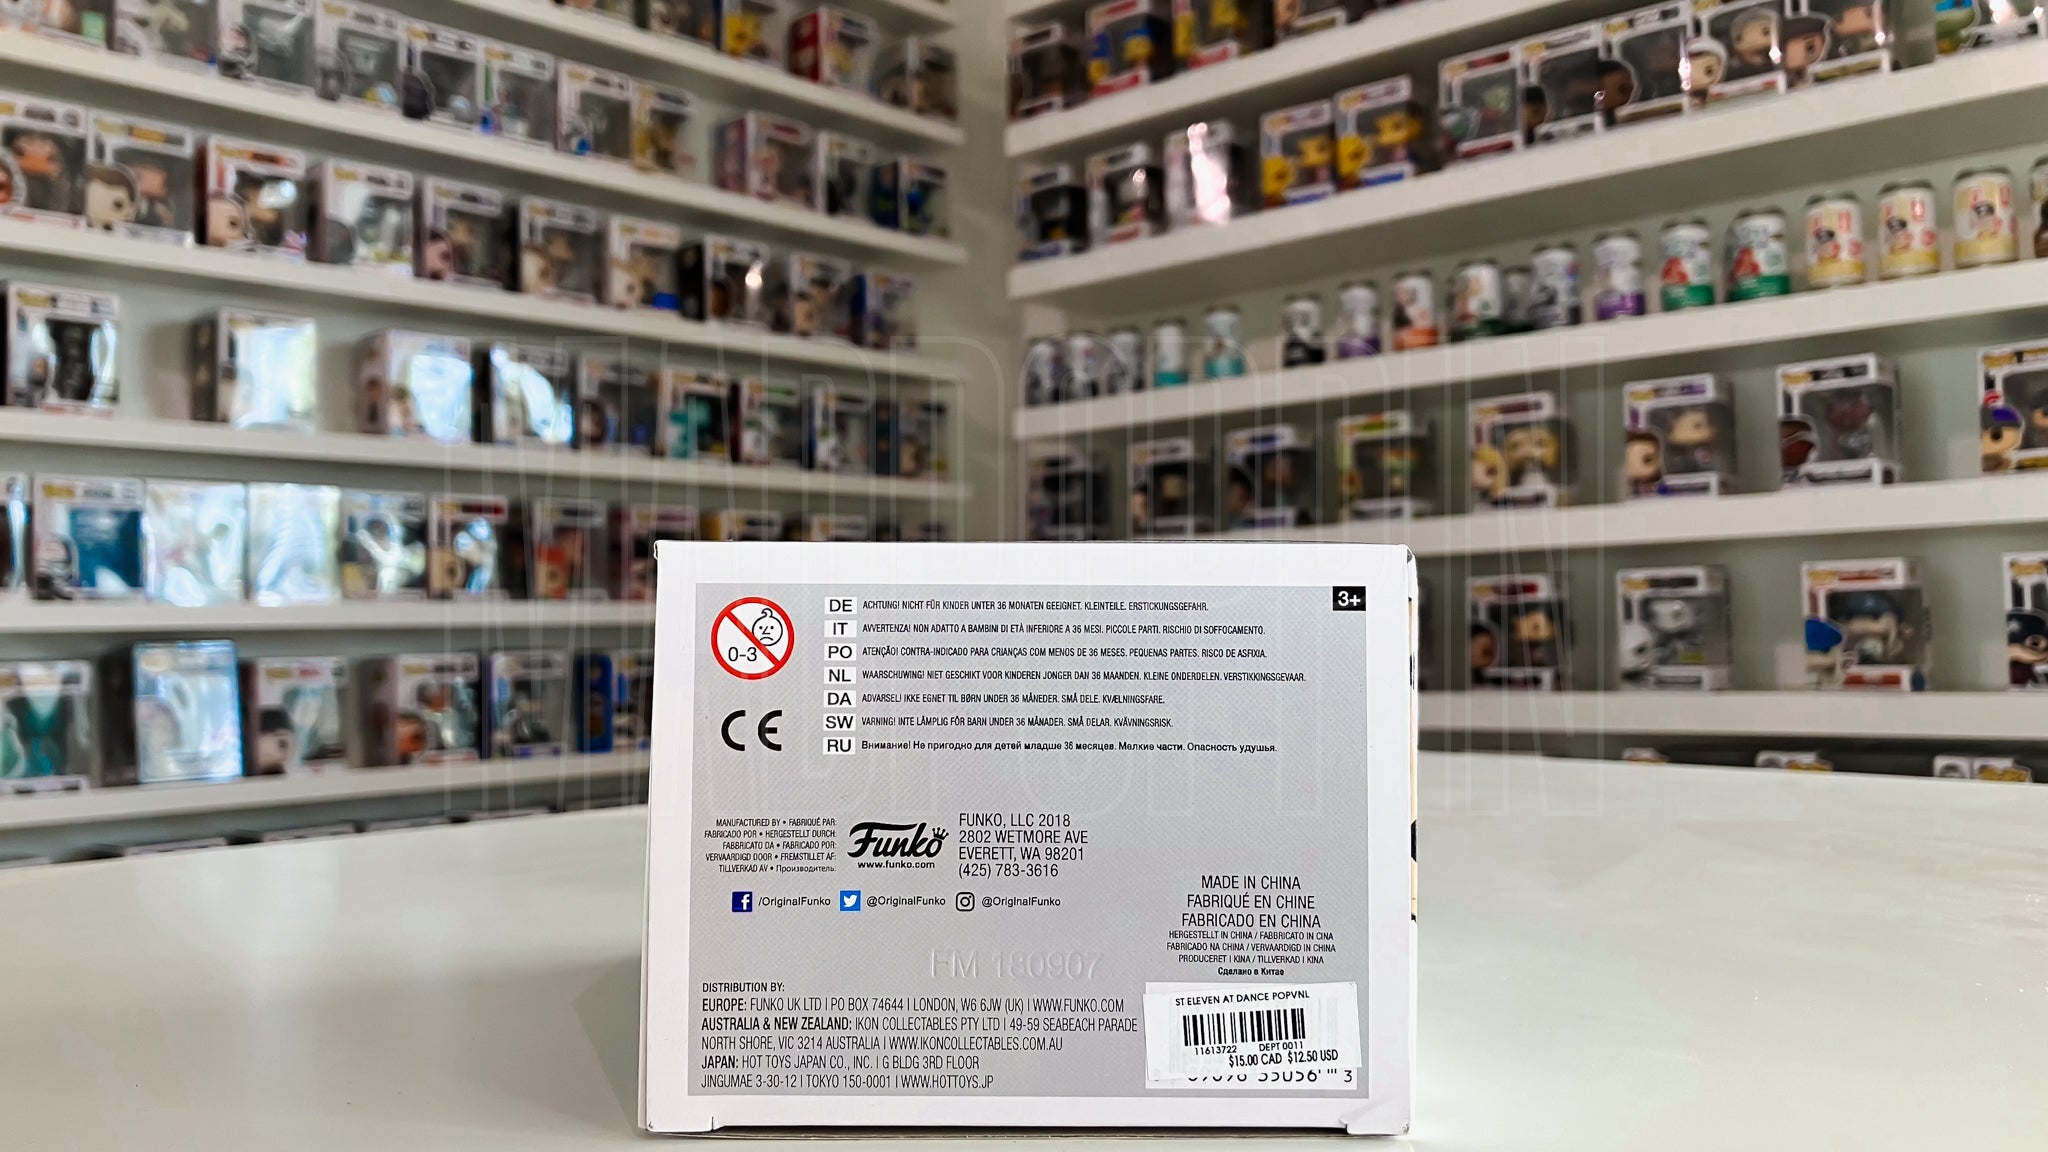 3+
0-3
DE ACHTUNG! NICHT FÜR KINDER UNTER 36 MONATEN GEEIGNET. KLEINTEILE. ERSTICKUNGSGEFAHR.
IT AVVERTENZA! NON ADATTO A BAMBINI DI ETÀ INFERIORE A 36 MESI. PICCOLE PARTI. RISCHIO DI SOFFOCAMENTO.
PO ATENÇÃO! CONTRA-INDICADO PARA CRIANÇAS COM MENOS DE 36 MESES. PEQUENAS PARTES. RISCO DE ASFIXIA.
NL WAARSCHUWING! NIET GESCHIKT VOOR KINDEREN JONGER DAN 36 MAANDEN. KLEINE ONDERDELEN. VERSTIKKINGSGEVAAR.
DA ADVARSEL! IKKE EGNET TIL BØRN UNDER 36 MÅNEDER. SMÅ DELE. KVÆLNINGSFARE.
SW VARNING! INTE LÄMPLIG FÖR BARN UNDER 36 MÅNADER. SMÅ DELAR. KVÄVNINGSRISK.
RU Внимание! Не пригодно для детей младше 36 месяцев. Мелкие части. Опасность удушья.
CE
MANUFACTURED BY • FABRIQUÉ PAR:
FABRICADO POR • HERGESTELLT DURCH:
FABBRICATO DA • FABRICADO POR:
VERVAARDIGD DOOR • FREMSTILLET AF:
TILLVERKAD AV • Производитель:
Funko
www.funko.com
FUNKO, LLC 2018
2802 WETMORE AVE
EVERETT, WA 98201
(425) 783-3616
/OriginalFunko @OriginalFunko @OriginalFunko
MADE IN CHINA
FABRIQUÉ EN CHINE
FABRICADO EN CHINA
HERGESTELLT IN CHINA / FABBRICATO IN CINA
FABRICADO NA CHINA / VERVAARDIGD IN CHINA
PRODUCERET I KINA / TILLVERKAD I KINA
Сделано в Китае
FM 180907
DISTRIBUTION BY:
EUROPE: FUNKO UK LTD | PO BOX 74644 | LONDON, W6 6JW (UK) | WWW.FUNKO.COM
AUSTRALIA & NEW ZEALAND: IKON COLLECTABLES PTY LTD | 49-59 SEABEACH PARADE
NORTH SHORE, VIC 3214 AUSTRALIA | WWW.IKONCOLLECTABLES.COM.AU
JAPAN: HOT TOYS JAPAN CO., INC. | G BLDG 3RD FLOOR
JINGUMAE 3-30-12 | TOKYO 150-0001 | WWW.HOTTOYS.JP
ST ELEVEN AT DANCE POPVNL
11613722 DEPT 0011
$15.00 CAD $12.50 USD